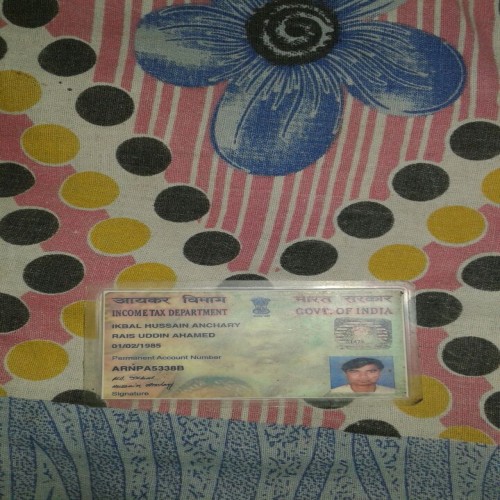 आयकर विभाग भारत सरकार
INCOME TAX DEPARTMENT GOVT. OF INDIA
IKBAL HUSSAIN ANCHARY
RAIS UDDIN AHAMED
01/02/1985
Permanent Account Number
ARNPA5338B
Signature